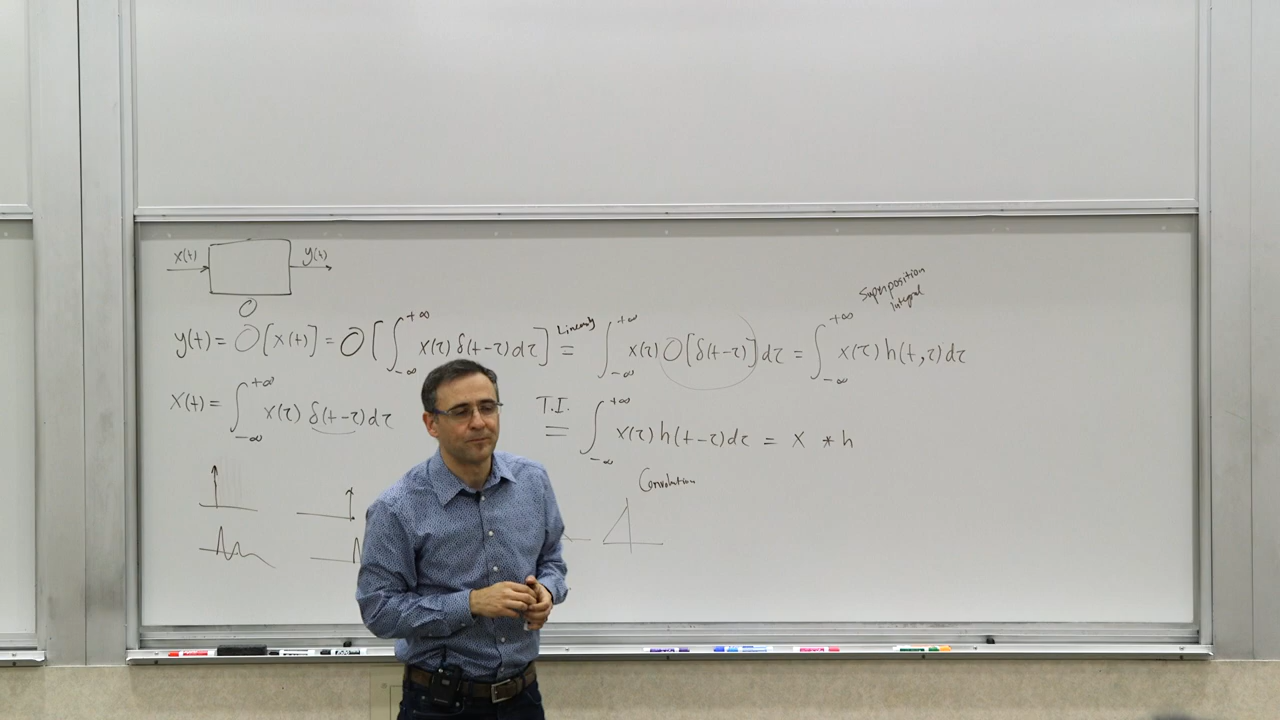 x(t) y(t)
O
Superposition
Integral
y(t) = O[x(t)] = O[∫_{-∞}^{+∞} x(τ) δ(t-τ)dτ] =^{Linearity} ∫_{-∞}^{+∞} x(τ) O[δ(t-τ)]dτ = ∫_{-∞}^{+∞} x(τ) h(t,τ)dτ
x(t) = ∫_{-∞}^{+∞} x(τ) δ(t-τ)dτ
T.I.
= ∫_{-∞}^{+∞} x(τ) h(t-τ)dτ = x * h
Convolution